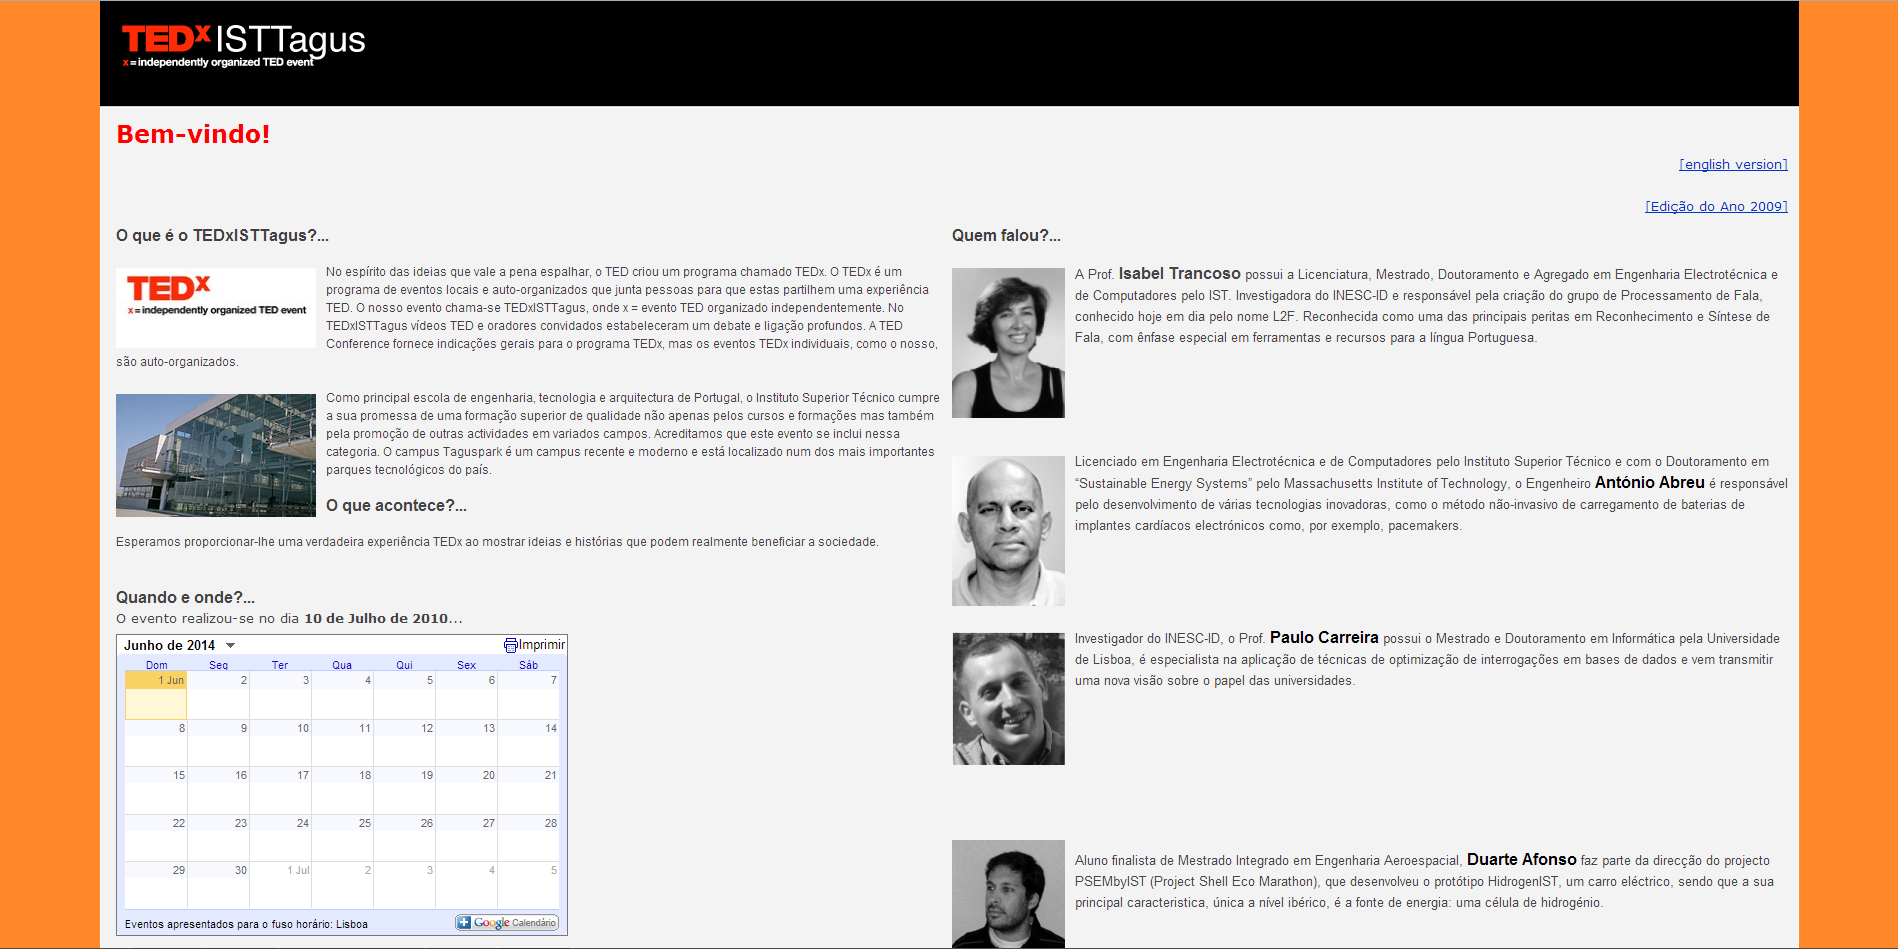 TEDx ISTTagus
x = independently organized TED event
Bem-vindo!
[english version]
[Edição do Ano 2009]
O que é o TEDxISTTagus?...
TEDx
x = independently organized TED event
No espírito das ideias que vale a pena espalhar, o TED criou um programa chamado TEDx. O TEDx é um
programa de eventos locais e auto-organizados que junta pessoas para que estas partilhem uma experiência
TED. O nosso evento chama-se TEDxISTTagus, onde x = evento TED organizado independentemente. No
TEDxISTTagus vídeos TED e oradores convidados estabeleceram um debate e ligação profundos. A TED
Conference fornece indicações gerais para o programa TEDx, mas os eventos TEDx individuais, como o nosso,
são auto-organizados.
IST
Como principal escola de engenharia, tecnologia e arquitectura de Portugal, o Instituto Superior Técnico cumpre
a sua promessa de uma formação superior de qualidade não apenas pelos cursos e formações mas também
pela promoção de outras actividades em variados campos. Acreditamos que este evento se inclui nessa
categoria. O campus Taguspark é um campus recente e moderno e está localizado num dos mais importantes
parques tecnológicos do país.
O que acontece?...
Esperamos proporcionar-lhe uma verdadeira experiência TEDx ao mostrar ideias e histórias que podem realmente beneficiar a sociedade.
Quando e onde?...
O evento realizou-se no dia 10 de Julho de 2010...
Junho de 2014 Imprimir
Dom Seg Ter Qua Qui Sex Sáb
1 Jun 2 3 4 5 6 7
8 9 10 11 12 13 14
15 16 17 18 19 20 21
22 23 24 25 26 27 28
29 30 1 Jul 2 3 4 5
Eventos apresentados para o fuso horário: Lisboa
Google Calendário
Quem falou?...
A Prof. Isabel Trancoso possui a Licenciatura, Mestrado, Doutoramento e Agregado em Engenharia Electrotécnica e
de Computadores pelo IST. Investigadora do INESC-ID e responsável pela criação do grupo de Processamento de Fala,
conhecido hoje em dia pelo nome L2F. Reconhecida como uma das principais peritas em Reconhecimento e Síntese de
Fala, com ênfase especial em ferramentas e recursos para a língua Portuguesa.
Licenciado em Engenharia Electrotécnica e de Computadores pelo Instituto Superior Técnico e com o Doutoramento em
“Sustainable Energy Systems” pelo Massachusetts Institute of Technology, o Engenheiro António Abreu é responsável
pelo desenvolvimento de várias tecnologias inovadoras, como o método não-invasivo de carregamento de baterias de
implantes cardíacos electrónicos como, por exemplo, pacemakers.
Investigador do INESC-ID, o Prof. Paulo Carreira possui o Mestrado e Doutoramento em Informática pela Universidade
de Lisboa, é especialista na aplicação de técnicas de optimização de interrogações em bases de dados e vem transmitir
uma nova visão sobre o papel das universidades.
Aluno finalista de Mestrado Integrado em Engenharia Aeroespacial, Duarte Afonso faz parte da direcção do projecto
PSEMbyIST (Project Shell Eco Marathon), que desenvolveu o protótipo HidrogenIST, um carro eléctrico, sendo que a sua
principal caracteristica, única a nível ibérico, é a fonte de energia: uma célula de hidrogénio.